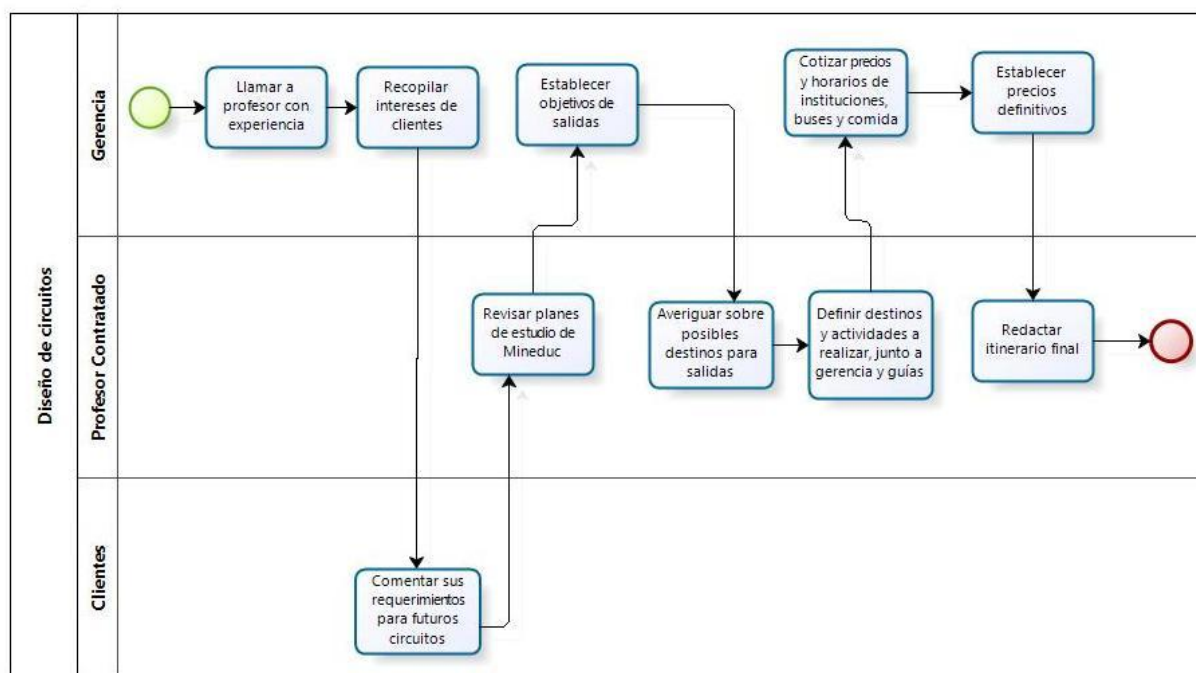 Diseño de circuitos
Gerencia
Llamar a
profesor con
experiencia
Recopilar
intereses de
clientes
Establecer
objetivos de
salidas
Cotizar precios
y horarios de
instituciones,
buses y comida
Establecer
precios
definitivos
Profesor Contratado
Revisar planes
de estudio de
Mineduc
Averiguar sobre
posibles
destinos para
salidas
Definir destinos
y actividades a
realizar, junto a
gerencia y guías
Redactar
itinerario final
Clientes
Comentar sus
requerimientos
para futuros
circuitos